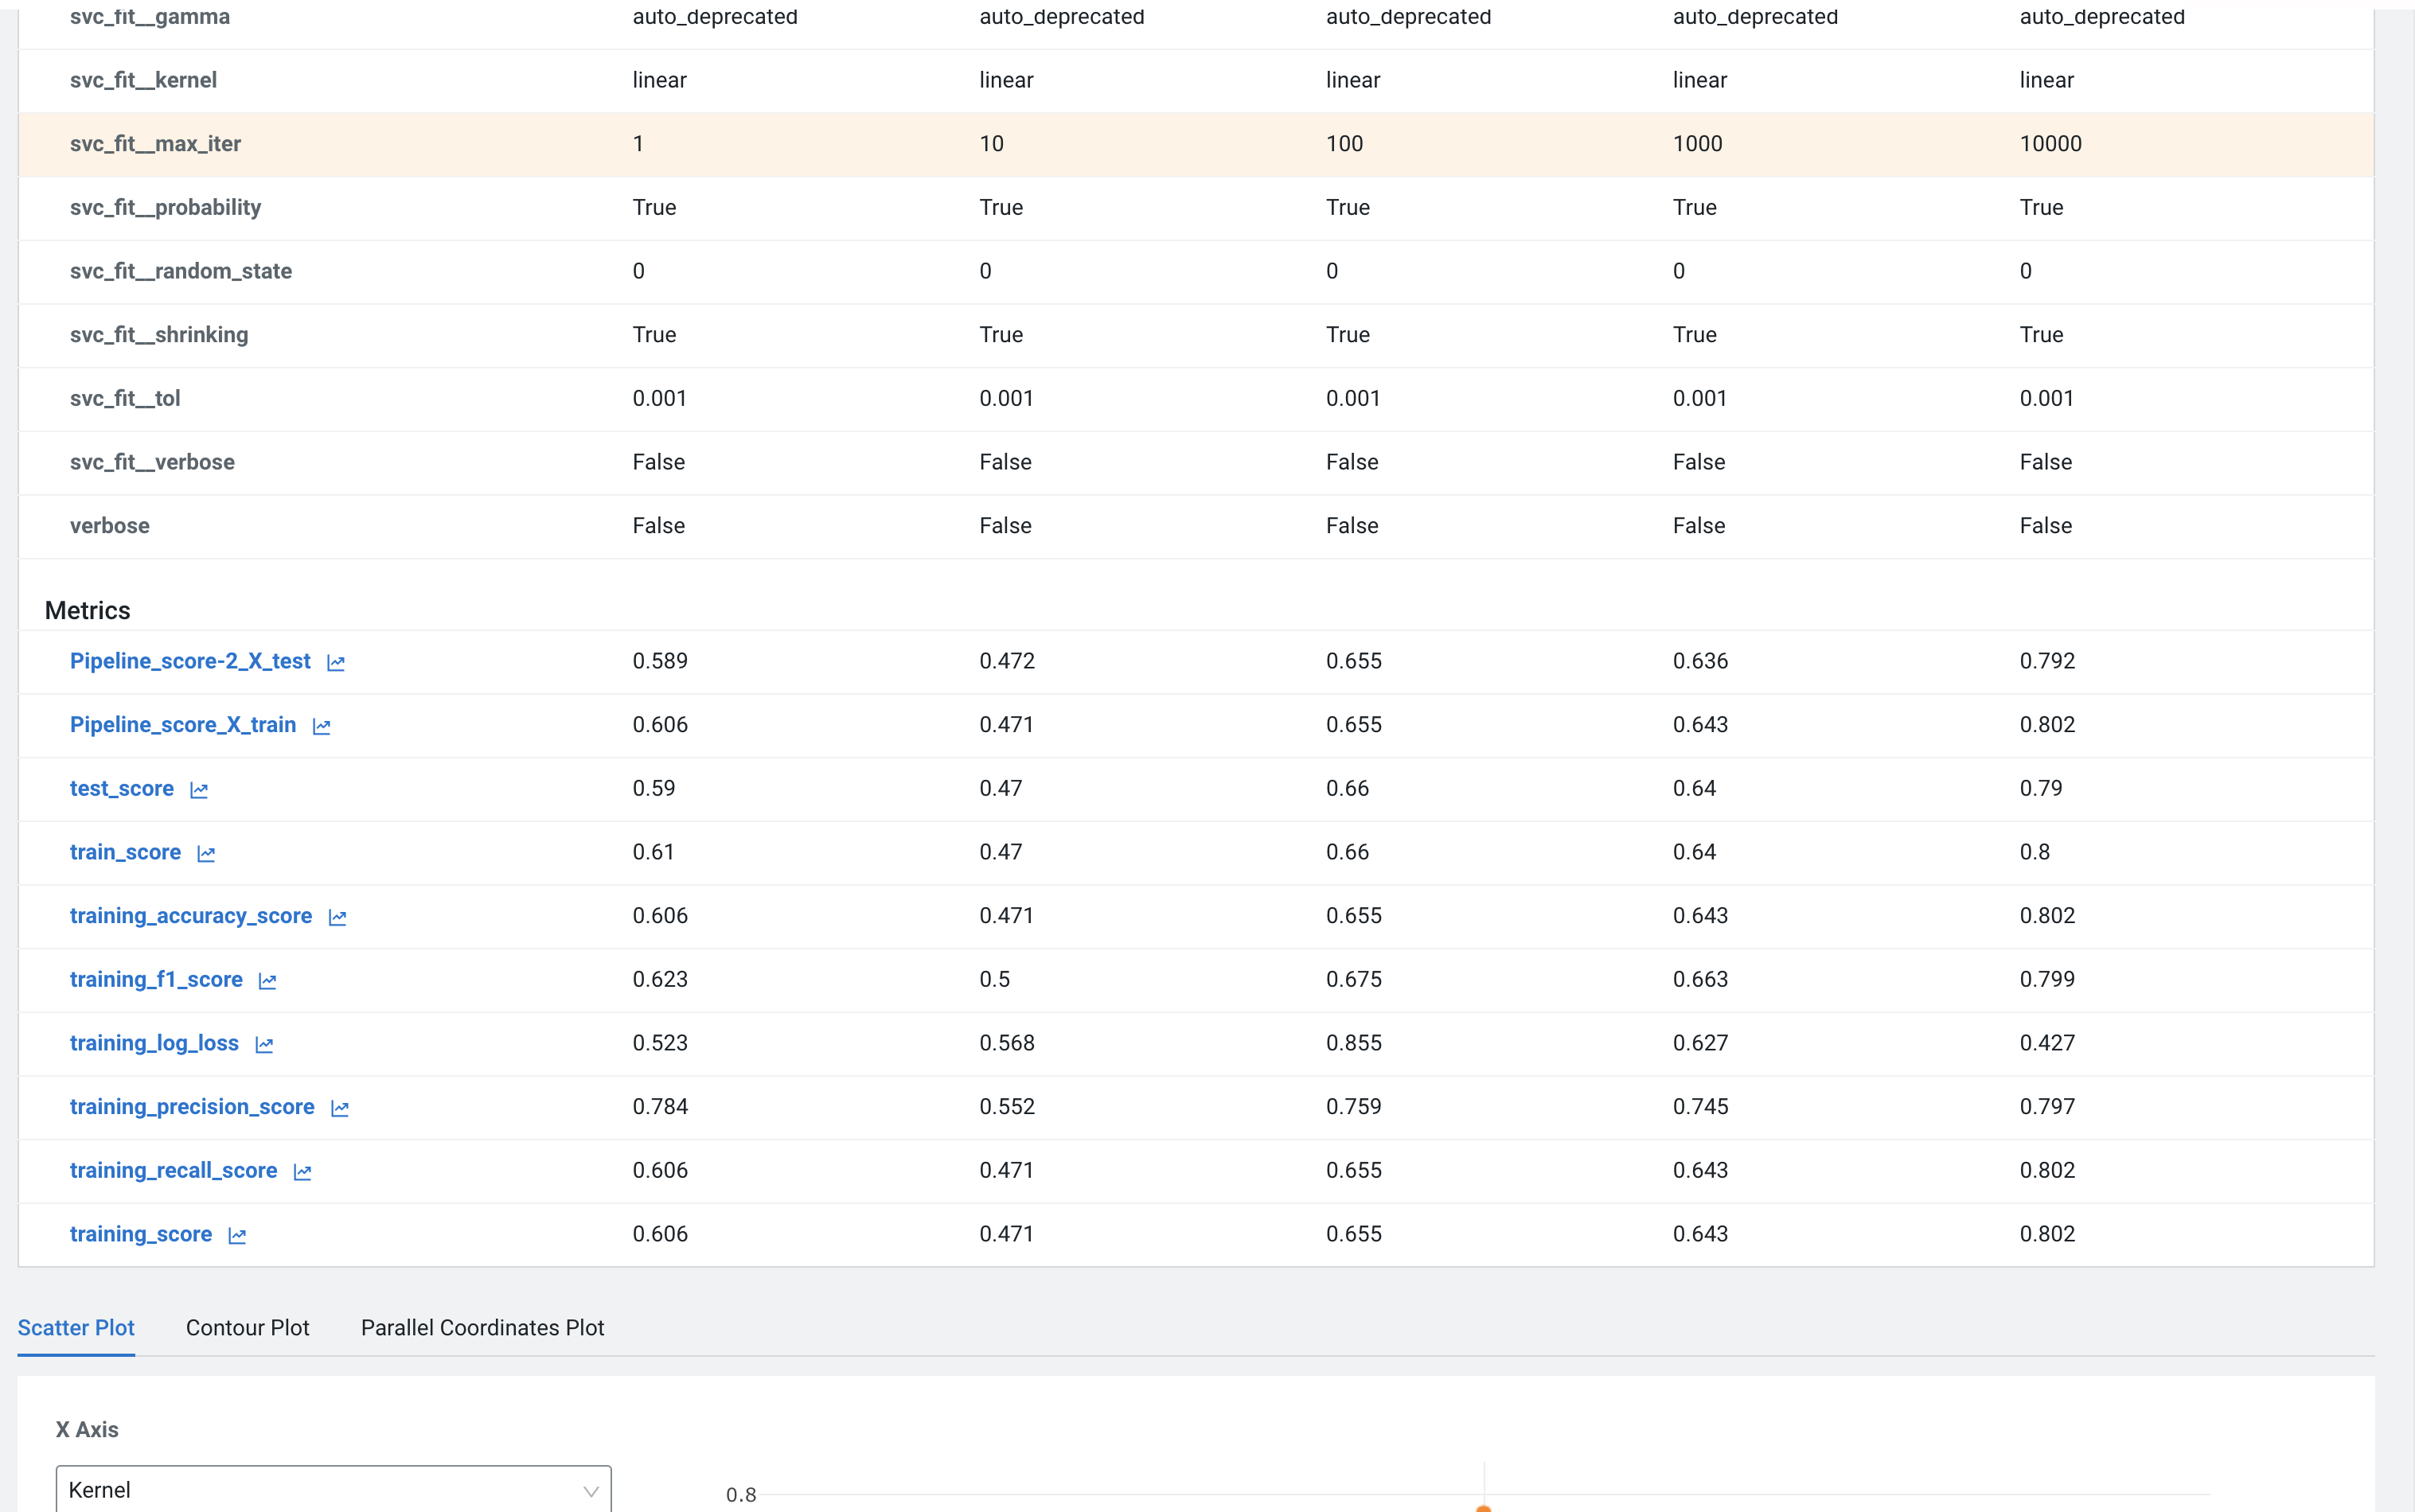 svc_fit__gamma auto_deprecated auto_deprecated auto_deprecated auto_deprecated auto_deprecated
svc_fit__kernel linear linear linear linear linear
svc_fit__max_iter 1 10 100 1000 10000
svc_fit__probability True True True True True
svc_fit__random_state 0 0 0 0 0
svc_fit__shrinking True True True True True
svc_fit__tol 0.001 0.001 0.001 0.001 0.001
svc_fit__verbose False False False False False
verbose False False False False False
Metrics
Pipeline_score-2_X_test 0.589 0.472 0.655 0.636 0.792
Pipeline_score_X_train 0.606 0.471 0.655 0.643 0.802
test_score 0.59 0.47 0.66 0.64 0.79
train_score 0.61 0.47 0.66 0.64 0.8
training_accuracy_score 0.606 0.471 0.655 0.643 0.802
training_f1_score 0.623 0.5 0.675 0.663 0.799
training_log_loss 0.523 0.568 0.855 0.627 0.427
training_precision_score 0.784 0.552 0.759 0.745 0.797
training_recall_score 0.606 0.471 0.655 0.643 0.802
training_score 0.606 0.471 0.655 0.643 0.802
Scatter Plot Contour Plot Parallel Coordinates Plot
X Axis
Kernel 0.8